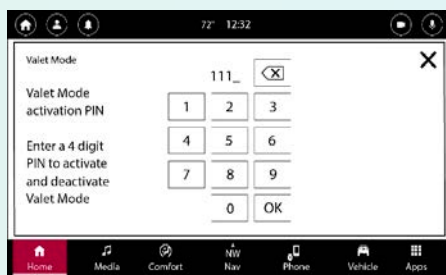 72° 12:32
Valet Mode
111_
Valet Mode
activation PIN
1 2 3
Enter a 4 digit
PIN to activate
and deactivate
Valet Mode
4 5 6
7 8 9
0 OK
NW
Home Media Comfort Nav Phone Vehicle Apps